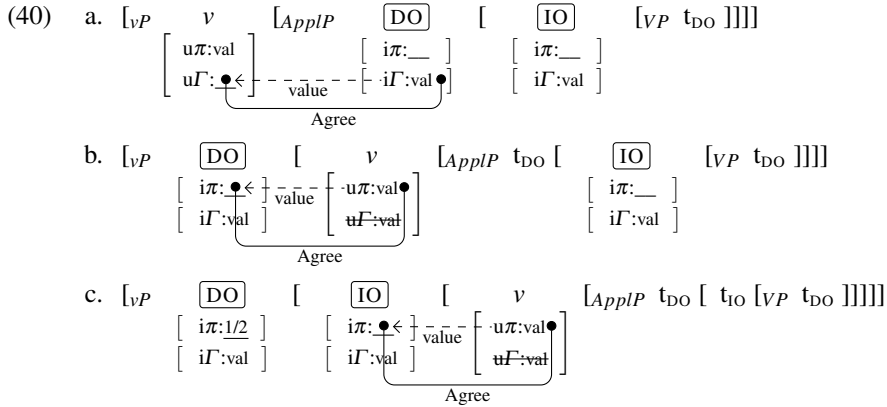 (40) a. [vP v [ApplP DO [ IO [VP tDO ]]]]
uπ:val [ iπ:__ ] [ iπ:__ ]
uΓ:__ value [ iΓ:val ] [ iΓ:val ]
Agree
b. [vP DO [ v [ApplP tDO [ IO [VP tDO ]]]]
[ iπ:__ ] value uπ:val [ iπ:__ ]
[ iΓ:val ] uΓ:val [ iΓ:val ]
Agree
c. [vP DO [ IO [ v [ApplP tDO [ tIO [VP tDO ]]]]]
[ iπ:1/2 ] [ iπ:__ ] value uπ:val
[ iΓ:val ] [ iΓ:val ] uΓ:val
Agree